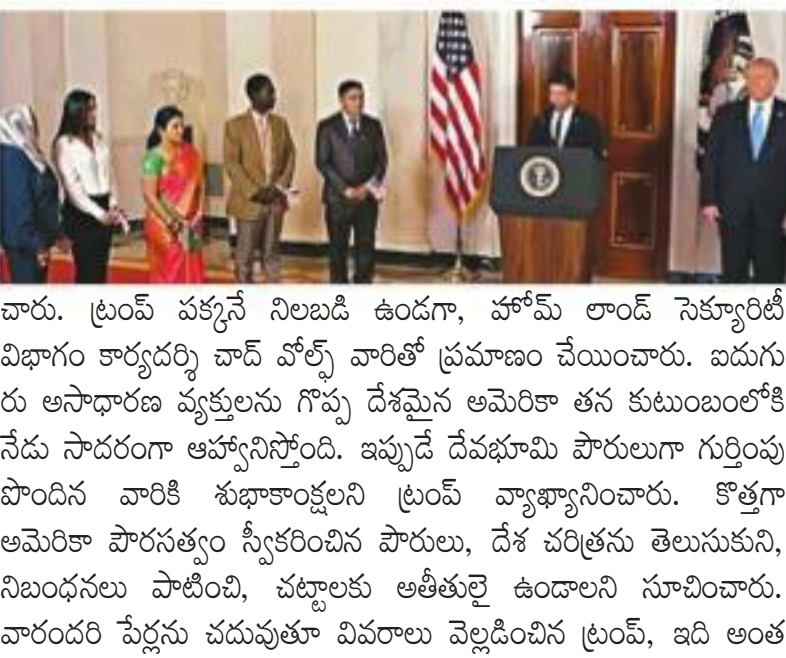 చారు. ట్రంప్ పక్కనే నిలబడి ఉండగా, హోమ్ లాండ్ సెక్యూరిటీ
విభాగం కార్యదర్శి చాద్ వోల్ఫ్ వారితో ప్రమాణం చేయించారు. ఐదుగు
రు అసాధారణ వ్యక్తులను గొప్ప దేశమైన అమెరికా తన కుటుంబంలోకి
నేడు సాదరంగా ఆహ్వానిస్తోంది. ఇప్పుడే దేవభూమి పౌరులుగా గుర్తింపు
పొందిన వారికి శుభాకాంక్షలని ట్రంప్ వ్యాఖ్యానించారు. కొత్తగా
అమెరికా పౌరసత్వం స్వీకరించిన పౌరులు, దేశ చరిత్రను తెలుసుకుని,
నిబంధనలు పాటించి, చట్టాలకు అతీతులై ఉండాలని సూచించారు.
వారందరి పేర్లను చదువుతూ వివరాలు వెల్లడించిన ట్రంప్, ఇది అంత